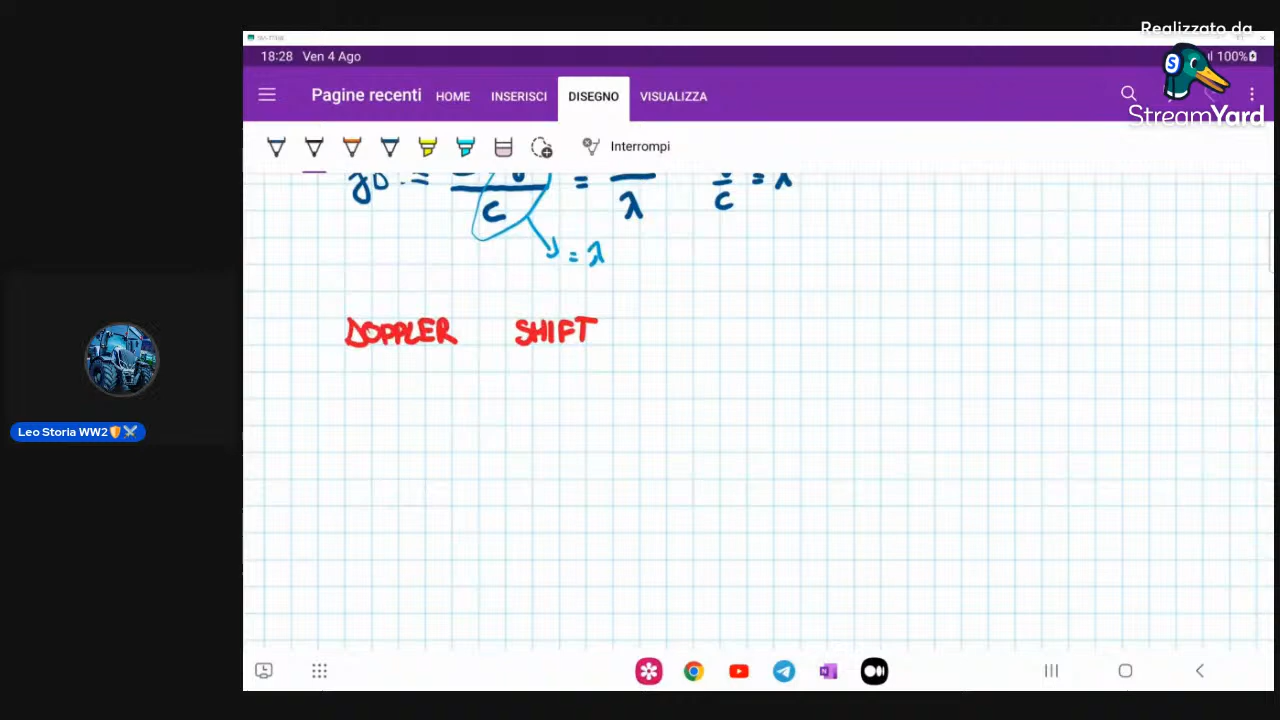 Realizzato da
StreamYard
18:28 Ven 4 Ago
100%
Pagine recenti HOME INSERISCI DISEGNO VISUALIZZA
Interrompi
C = λ C = λ
= λ
DOPPLER SHIFT
Leo Storia WW2